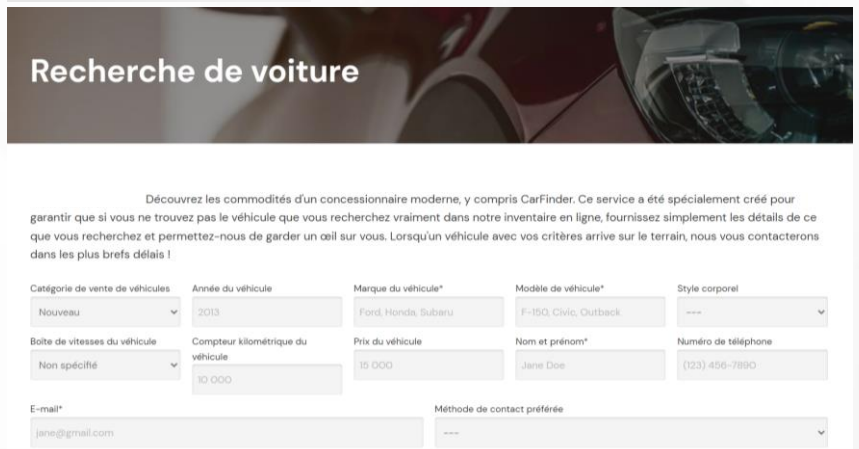 Recherche de voiture
Découvrez les commodités d'un concessionnaire moderne, y compris CarFinder. Ce service a été spécialement créé pour
garantir que si vous ne trouvez pas le véhicule que vous recherchez vraiment dans notre inventaire en ligne, fournissez simplement les détails de ce
que vous recherchez et permettez-nous de garder un œil sur vous. Lorsqu'un véhicule avec vos critères arrive sur le terrain, nous vous contacterons
dans les plus brefs délais !
Catégorie de vente de véhicules Année du véhicule Marque du véhicule* Modèle de véhicule* Style corporel
Nouveau 2013 Ford, Honda, Subaru F-150, Civic, Outback ---
Boîte de vitesses du véhicule Compteur kilométrique du véhicule Prix du véhicule Nom et prénom* Numéro de téléphone
Non spécifié 10 000 15 000 Jane Doe (123) 456-7890
E-mail* Méthode de contact préférée
jane@gmail.com ---